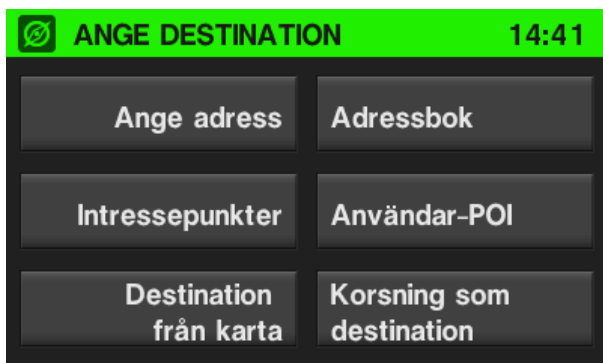 ANGE DESTINATION 14:41
Ange adress
Adressbok
Intressepunkter
Användar-POI
Destination
från karta
Korsning som
destination